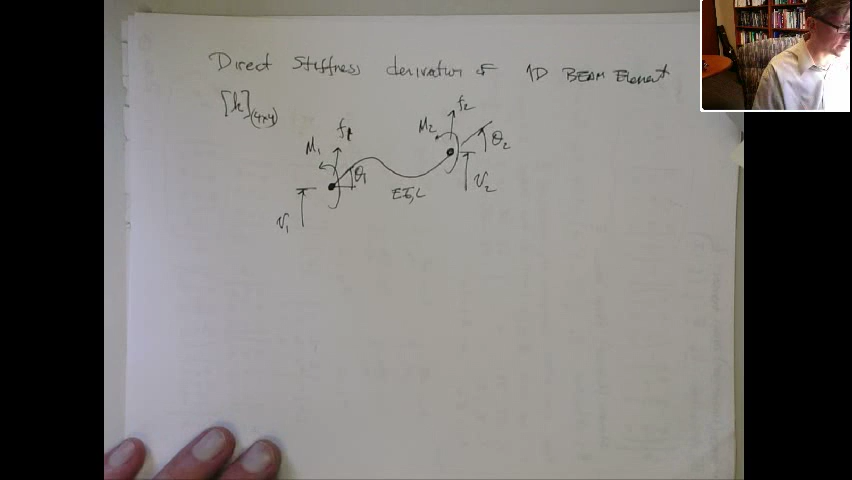 Direct Stiffness derivation of 1D BEAM Element
[k](4x4)
f1 M1 θ1 v1
EI, L
f2 M2 θ2 v2